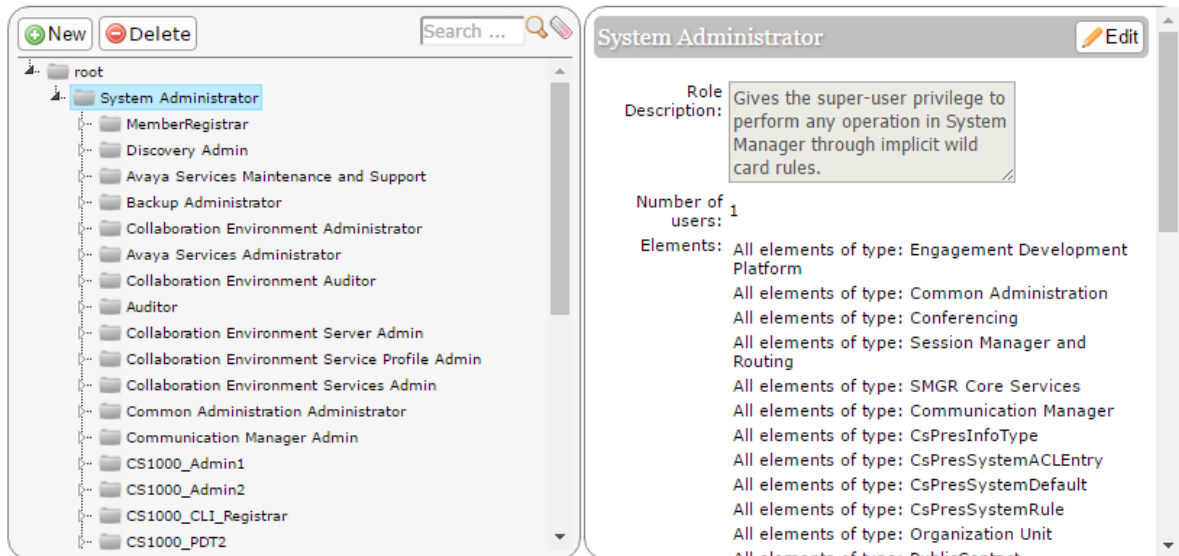 New
Delete
Search ...
root
System Administrator
MemberRegistrar
Discovery Admin
Avaya Services Maintenance and Support
Backup Administrator
Collaboration Environment Administrator
Avaya Services Administrator
Collaboration Environment Auditor
Auditor
Collaboration Environment Server Admin
Collaboration Environment Service Profile Admin
Collaboration Environment Services Admin
Common Administration Administrator
Communication Manager Admin
CS1000_Admin1
CS1000_Admin2
CS1000_CLI_Registrar
CS1000_PDT2
System Administrator
Edit
Role
Description:
Gives the super-user privilege to
perform any operation in System
Manager through implicit wild
card rules.
Number of
users:
1
Elements:
All elements of type: Engagement Development
Platform
All elements of type: Common Administration
All elements of type: Conferencing
All elements of type: Session Manager and
Routing
All elements of type: SMGR Core Services
All elements of type: Communication Manager
All elements of type: CsPresInfoType
All elements of type: CsPresSystemACLEntry
All elements of type: CsPresSystemDefault
All elements of type: CsPresSystemRule
All elements of type: Organization Unit
All elements of type: PublicContact